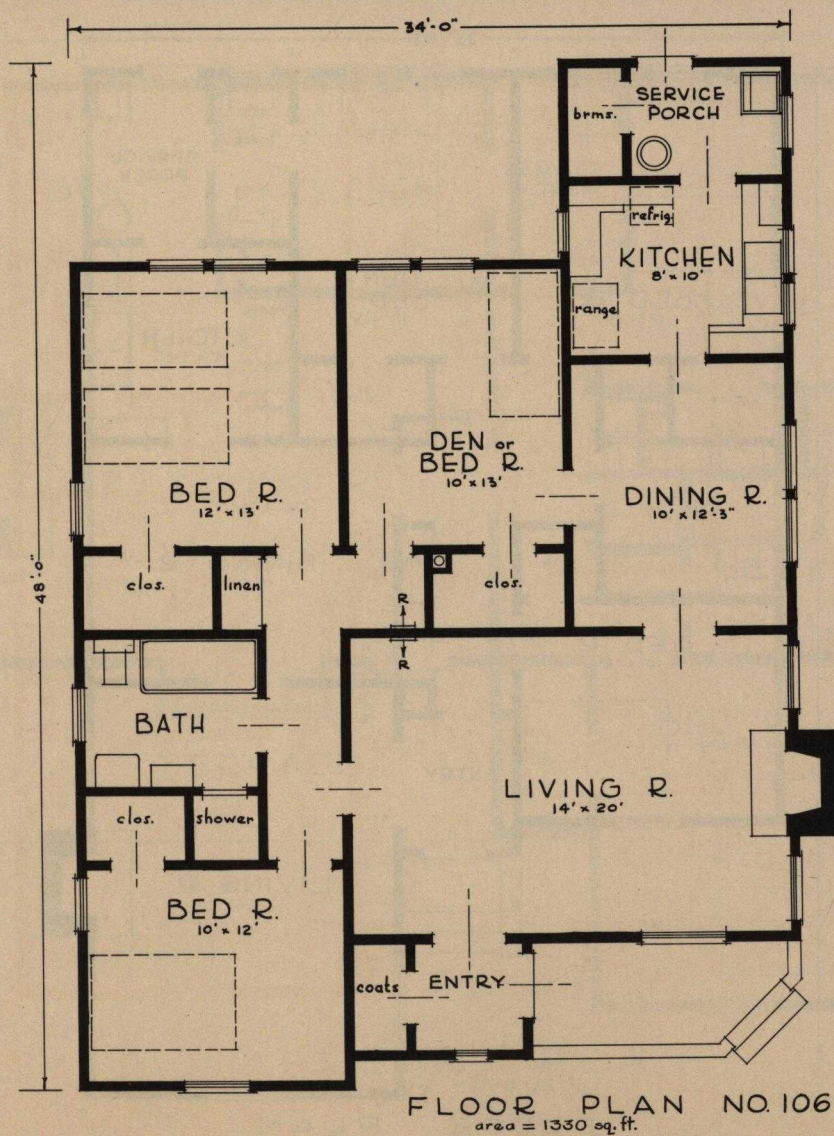 34'-0"
48'-0"
brms.
SERVICE
PORCH
refrig.
KITCHEN
8' x 10'
range
DEN or
BED R.
10' x 13'
BED R.
12' x 13'
DINING R.
10' x 12'-3"
clos.
linen
clos.
R
R
BATH
LIVING R.
14' x 20'
clos.
shower
BED R.
10' x 12'
coats
ENTRY
FLOOR PLAN NO. 106
area = 1330 sq. ft.